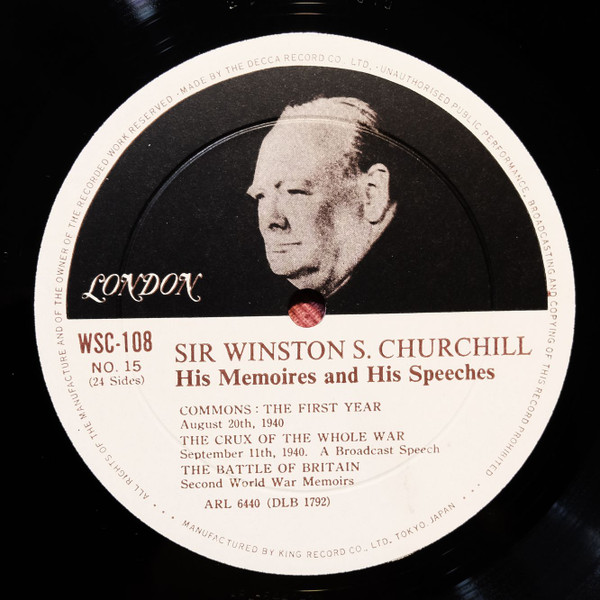 ALL RIGHTS OF THE MANUFACTURE AND OF THE OWNER OF THE RECORDED WORK RESERVED · MADE BY THE DECCA RECORD CO., LTD. · UNAUTHORISED PUBLIC PERFORMANCE, BROADCASTING AND COPYING OF THIS RECORD PROHIBITED
LONDON
WSC-108
NO. 15
(24 Sides)
SIR WINSTON S. CHURCHILL
His Memoires and His Speeches
COMMONS : THE FIRST YEAR
August 20th, 1940
THE CRUX OF THE WHOLE WAR
September 11th, 1940. A Broadcast Speech
THE BATTLE OF BRITAIN
Second World War Memoirs
ARL 6440 (DLB 1792)
MANUFACTURED BY KING RECORD CO., LTD. TOKYO JAPAN